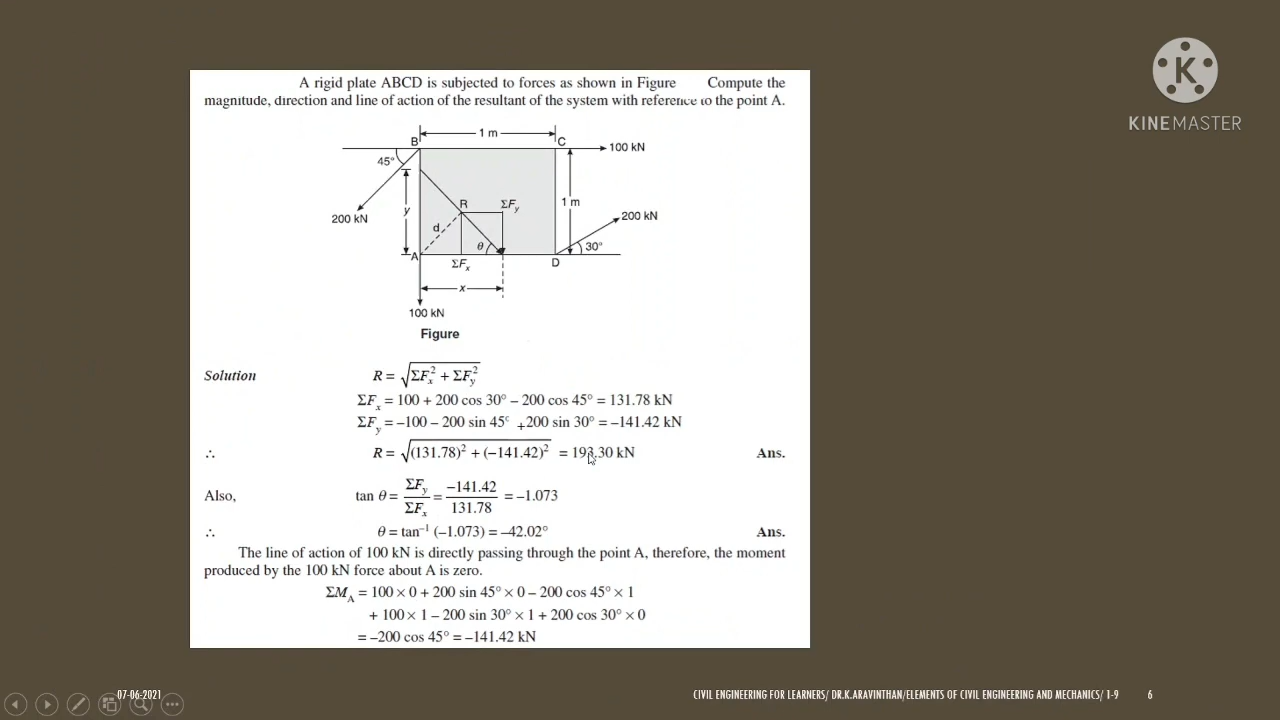 A rigid plate ABCD is subjected to forces as shown in Figure Compute the
magnitude, direction and line of action of the resultant of the system with reference to the point A.
K
KINEMASTER
1 m
B
C
100 kN
45°
y
R
ΣFy
1 m
200 kN
d
200 kN
θ
30°
A
ΣFx
D
x
100 kN
Figure
Solution R = √ΣFx² + ΣFy²
ΣFx = 100 + 200 cos 30° – 200 cos 45° = 131.78 kN
ΣFy = –100 – 200 sin 45° +200 sin 30° = –141.42 kN
∴ R = √(131.78)² + (–141.42)² = 193.30 kN Ans.
Also, tan θ = ΣFy/ΣFx = –141.42/131.78 = –1.073
∴ θ = tan⁻¹ (–1.073) = –42.02° Ans.
The line of action of 100 kN is directly passing through the point A, therefore, the moment
produced by the 100 kN force about A is zero.
ΣMA = 100 × 0 + 200 sin 45° × 0 – 200 cos 45° × 1
+ 100 × 1 – 200 sin 30° × 1 + 200 cos 30° × 0
= –200 cos 45° = –141.42 kN
07-06-2021
CIVIL ENGINEERING FOR LEARNERS/ DR.K.ARAVINTHAN/ELEMENTS OF CIVIL ENGINEERING AND MECHANICS/ 1-9
6